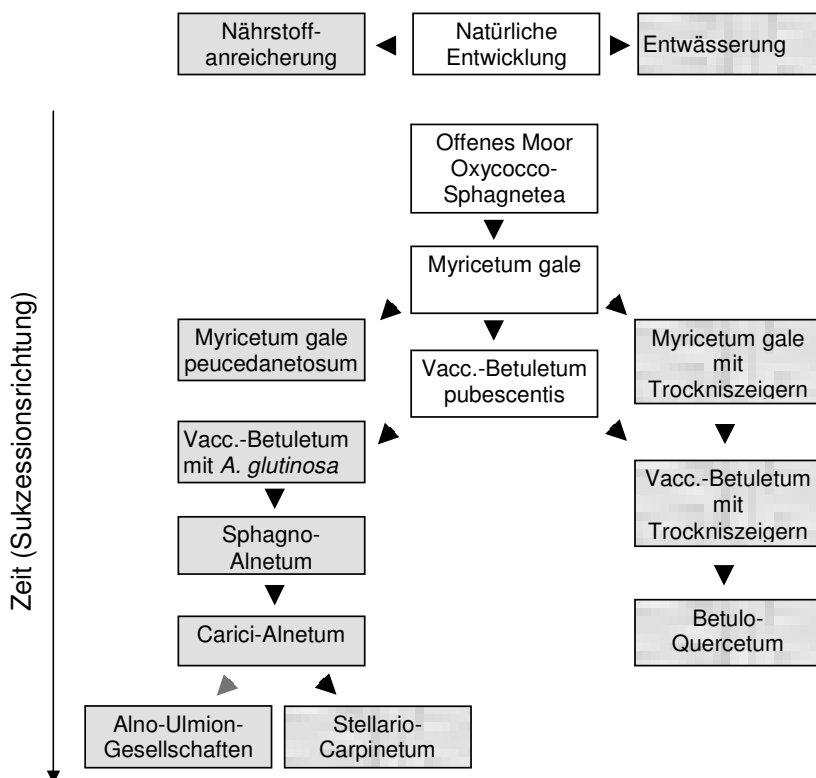 Nährstoff-
anreicherung
Natürliche
Entwicklung
Entwässerung
Zeit (Sukzessionsrichtung)
Offenes Moor
Oxycocco-
Sphagnetea
Myricetum gale
Myricetum gale
peucedanetosum
Vacc.-Betuletum
pubescentis
Myricetum gale
mit
Trockniszeigern
Vacc.-Betuletum
mit A. glutinosa
Vacc.-Betuletum
mit
Trockniszeigern
Sphagno-
Alnetum
Carici-Alnetum
Betulo-
Quercetum
Alno-Ulmion-
Gesellschaften
Stellario-
Carpinetum